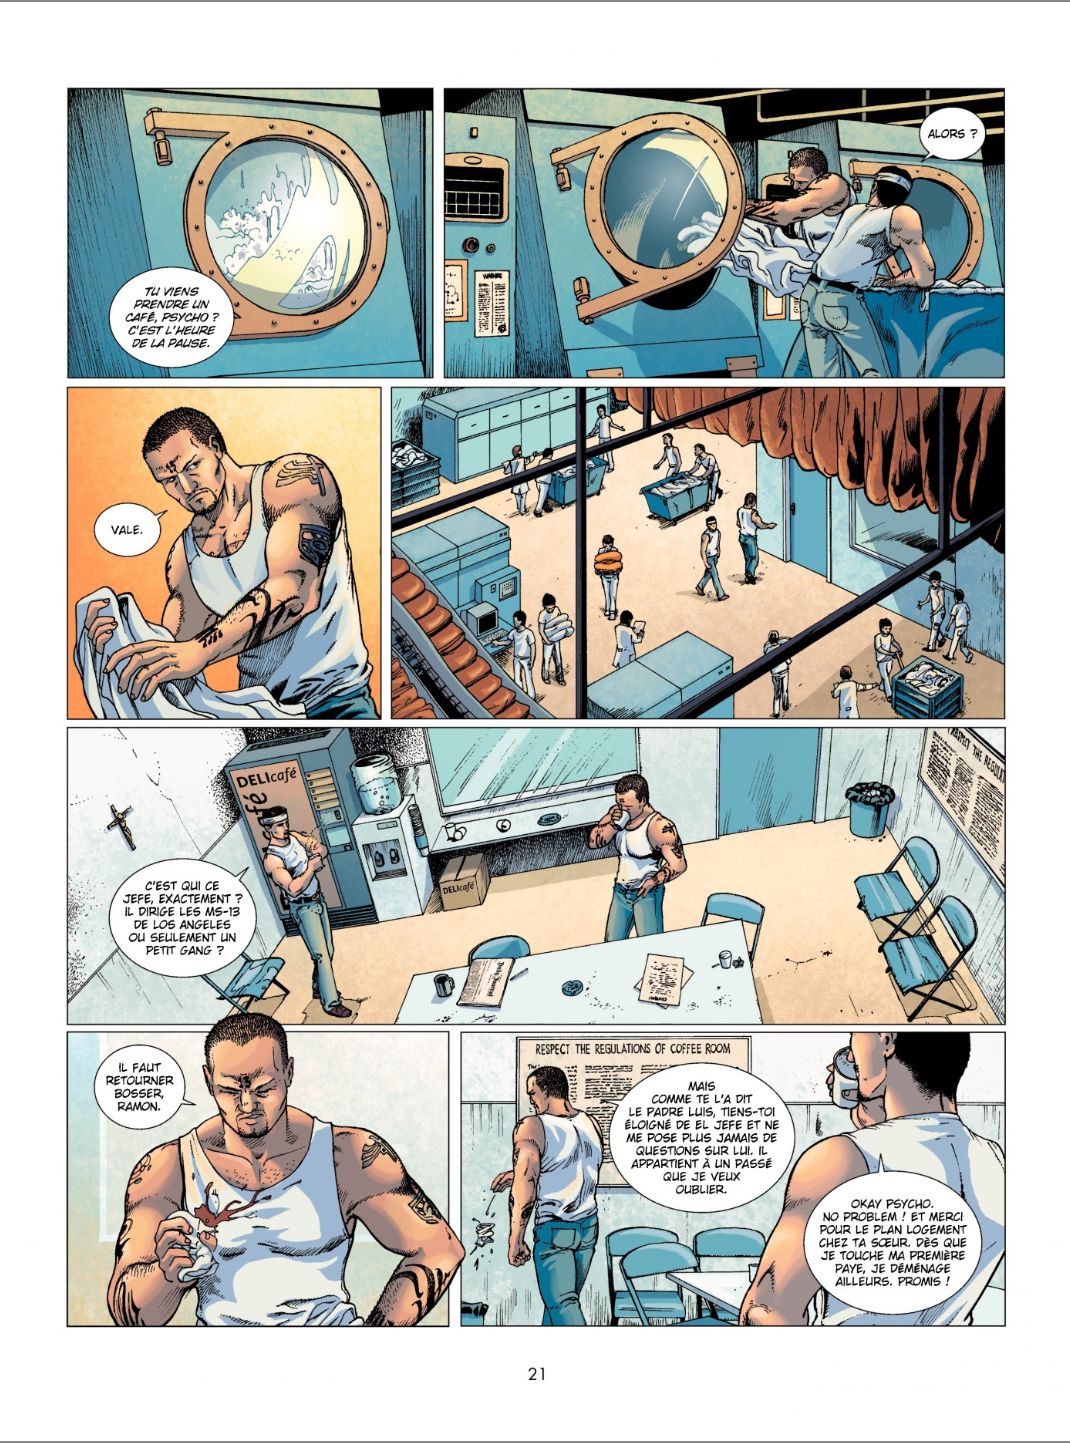 TU VIENS
PRENDRE UN
CAFÉ, PSYCHO ?
C'EST L'HEURE
DE LA PAUSE.
WARNING
ALORS ?
VALE.
DELIcafé
DELIcafé
RESPECT THE REGULATIONS
C'EST QUI CE
JEFE, EXACTEMENT ?
IL DIRIGE LES MS-13
DE LOS ANGELES
OU SEULEMENT UN
PETIT GANG ?
IL FAUT
RETOURNER
BOSSER,
RAMON.
RESPECT THE REGULATIONS OF COFFEE ROOM
MAIS
COMME TE L'A DIT
LE PADRE LUIS, TIENS-TOI
ÉLOIGNÉ DE EL JEFE ET NE
ME POSE PLUS JAMAIS DE
QUESTIONS SUR LUI. IL
APPARTIENT À UN PASSÉ
QUE JE VEUX
OUBLIER.
OKAY PSYCHO.
NO PROBLEM ! ET MERCI
POUR LE PLAN LOGEMENT
CHEZ TA SŒUR. DÈS QUE
JE TOUCHE MA PREMIÈRE
PAYE, JE DÉMÉNAGE
AILLEURS. PROMIS !
21